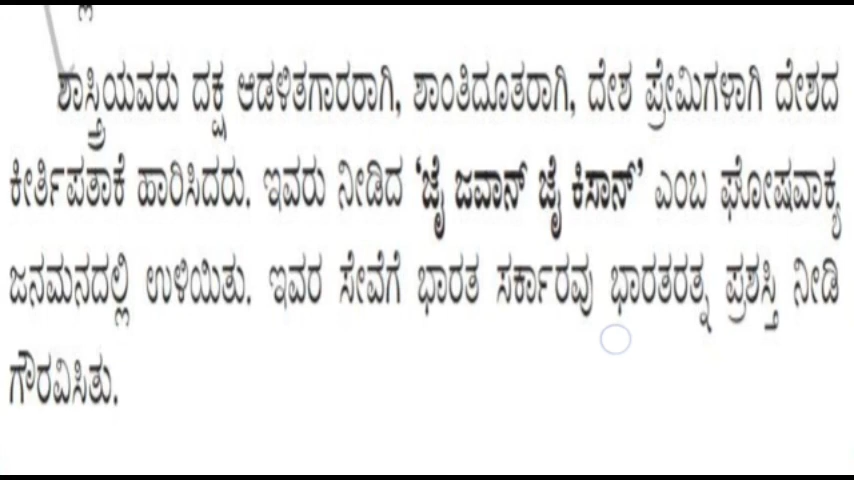 ಶಾಸ್ತ್ರಿಯವರು ದಕ್ಷ ಆಡಳಿತಗಾರರಾಗಿ, ಶಾಂತಿದೂತರಾಗಿ, ದೇಶ ಪ್ರೇಮಿಗಳಾಗಿ ದೇಶದ
ಕೀರ್ತಿಪತಾಕೆ ಹಾರಿಸಿದರು. ಇವರು ನೀಡಿದ ‘ಜೈ ಜವಾನ್ ಜೈ ಕಿಸಾನ್’ ಎಂಬ ಘೋಷವಾಕ್ಯ
ಜನಮನದಲ್ಲಿ ಉಳಿಯಿತು. ಇವರ ಸೇವೆಗೆ ಭಾರತ ಸರ್ಕಾರವು ಭಾರತರತ್ನ ಪ್ರಶಸ್ತಿ ನೀಡಿ
ಗೌರವಿಸಿತು.